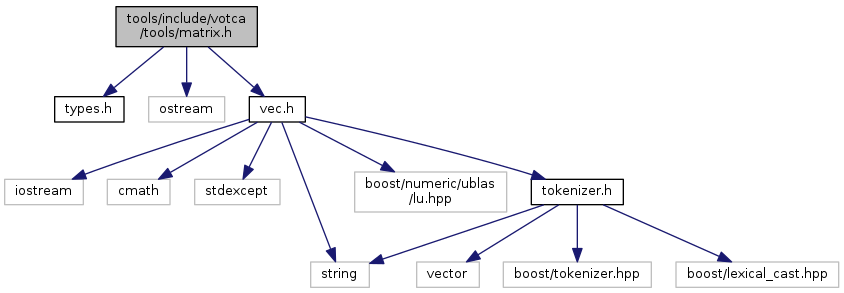 tools/include/votca
/tools/matrix.h
types.h
ostream
vec.h
iostream
cmath
stdexcept
boost/numeric/ublas
/lu.hpp
tokenizer.h
string
vector
boost/tokenizer.hpp
boost/lexical_cast.hpp